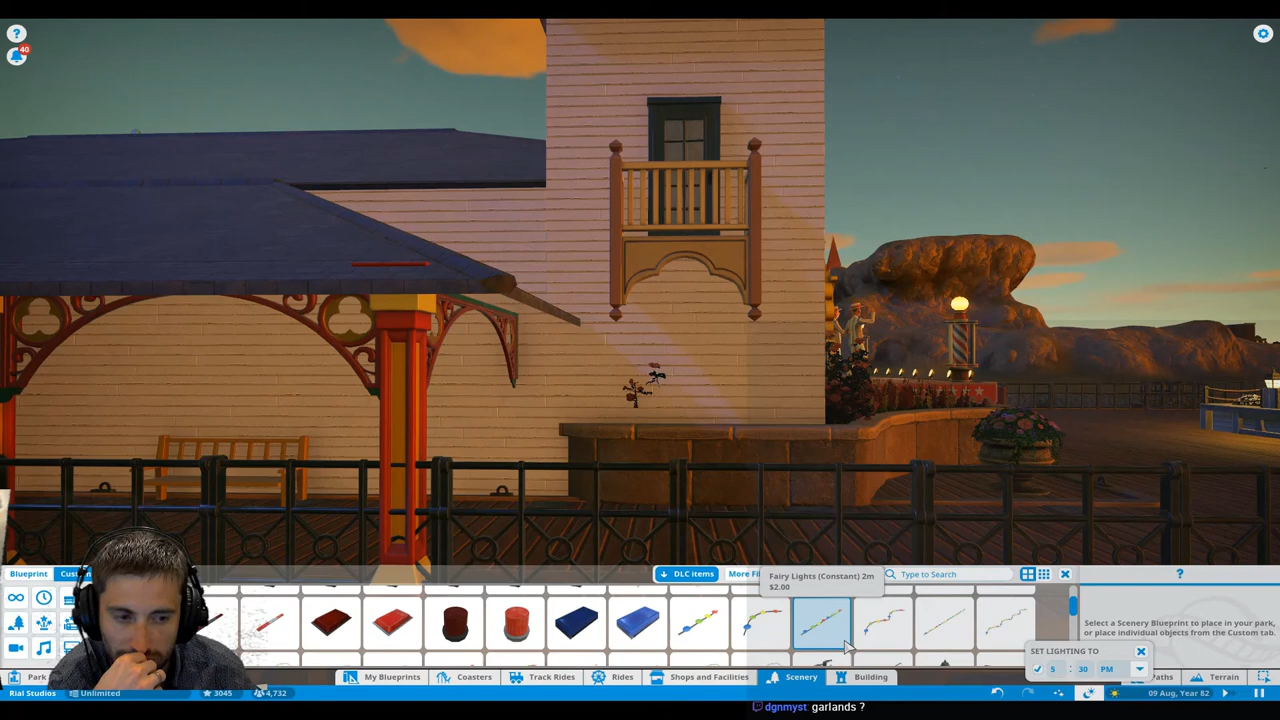 ?
40
Blueprint
Custom
DLC items
Fairy Lights (Constant) 2m
$2.00
Type to Search
?
Select a Scenery Blueprint to place in your park,
or place individual objects from the Custom tab.
SET LIGHTING TO
5 : 30 PM
Park
My Blueprints
Coasters
Track Rides
Rides
Shops and Facilities
Scenery
Building
Paths
Terrain
Rial Studios
Unlimited
3045
4,732
09 Aug, Year 82
dgnmyst garlands ?